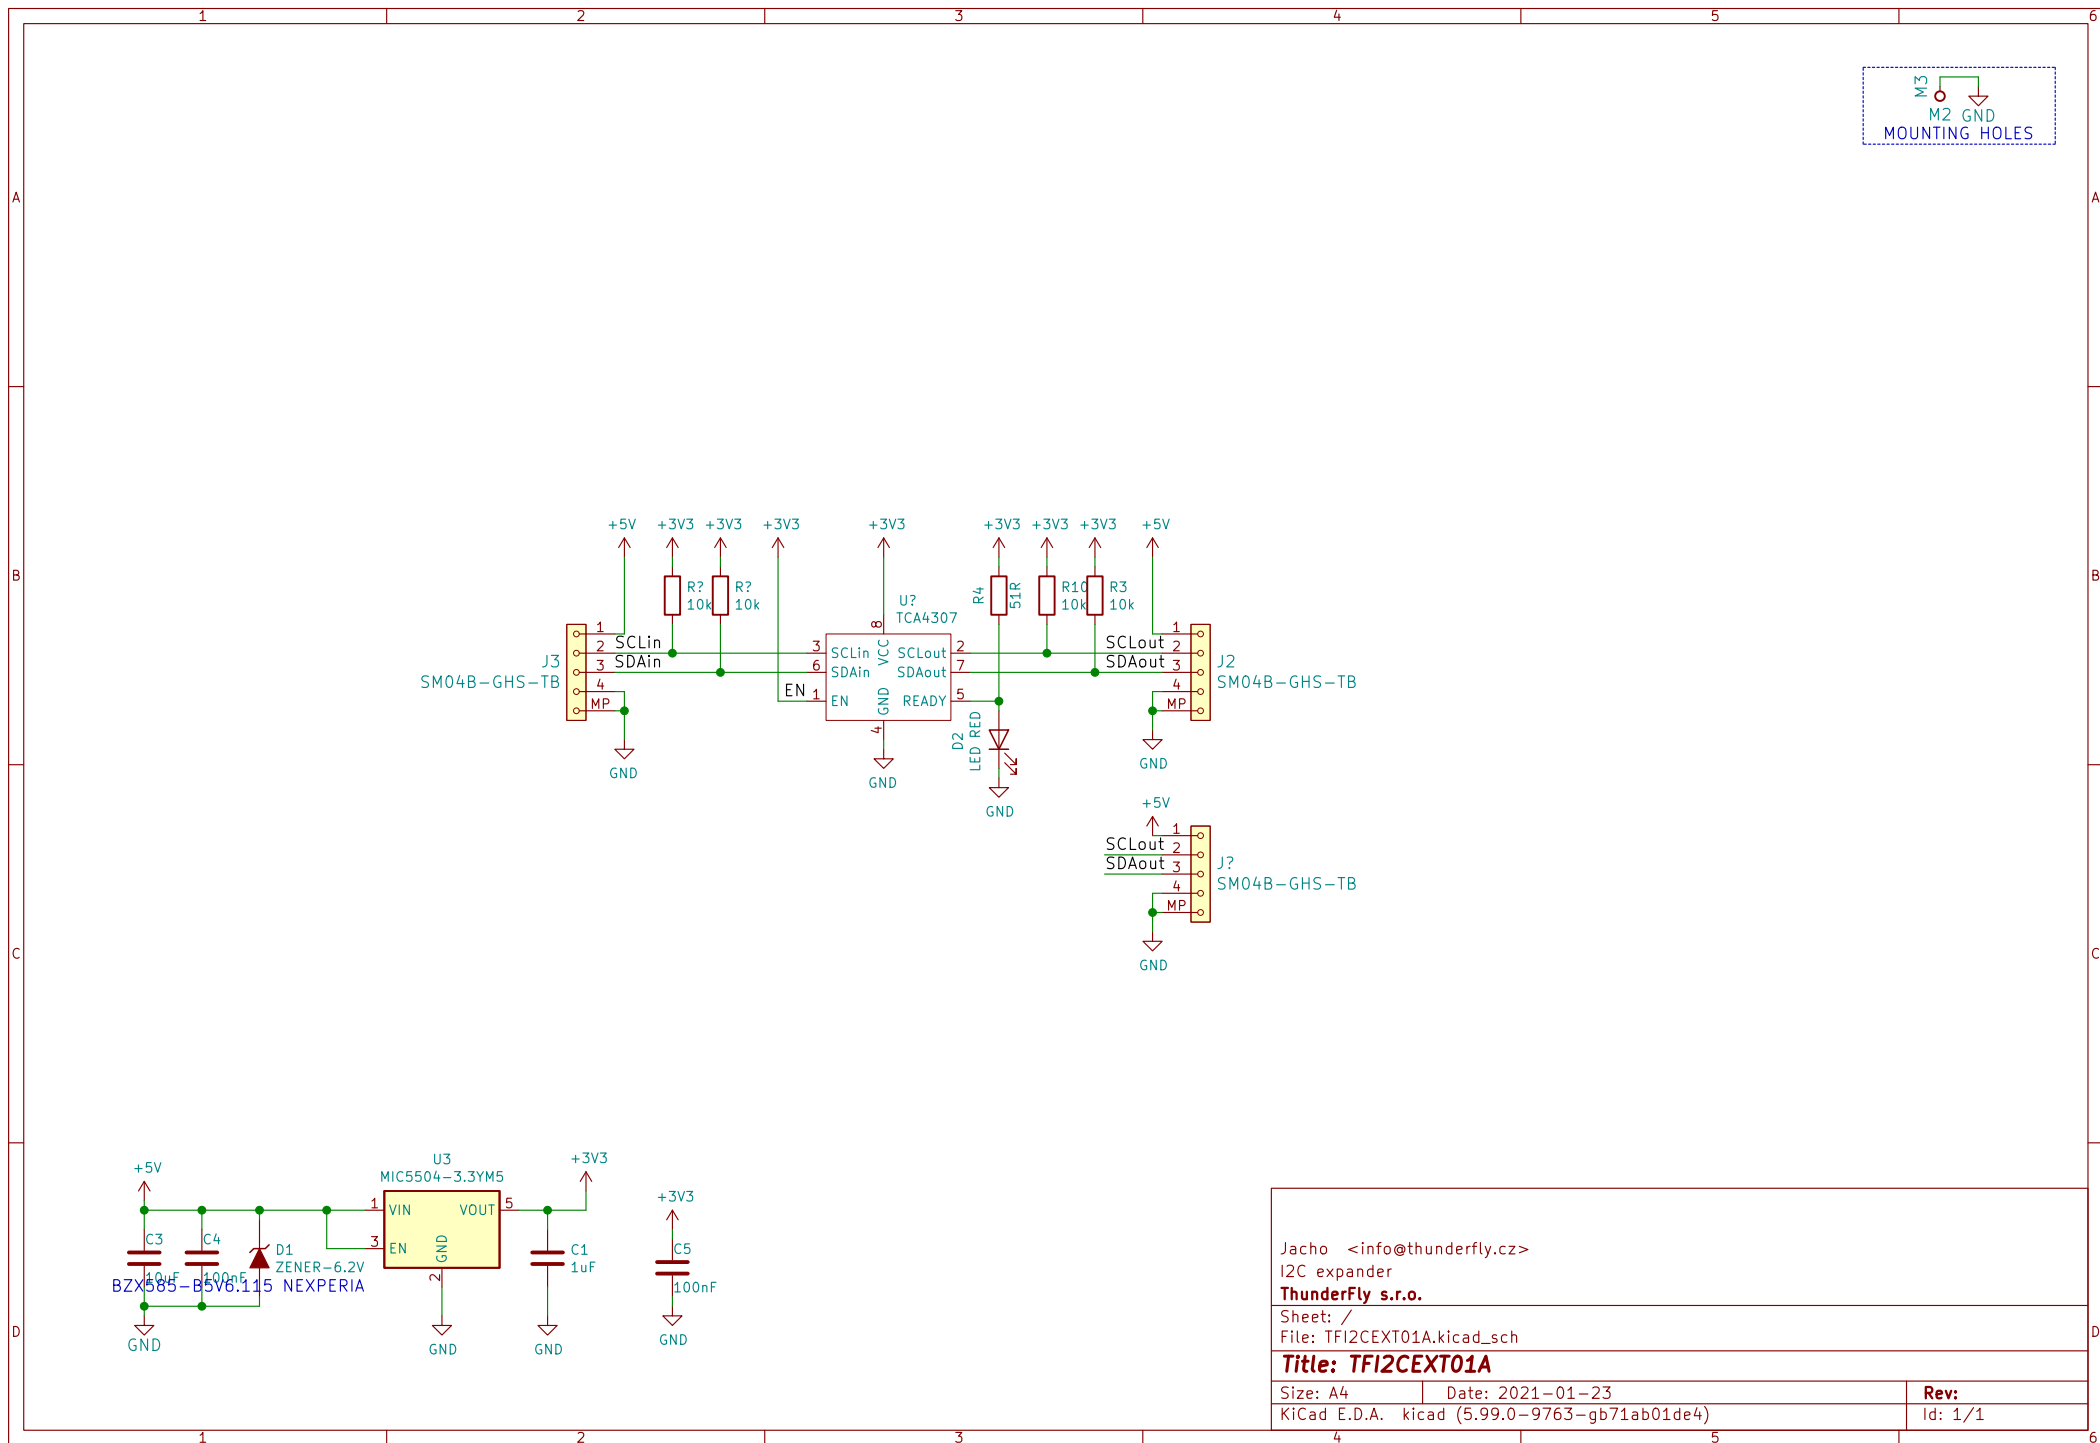 1 2 3 4 5 6
M3
M2 GND
MOUNTING HOLES
A A
B B
+5V +3V3 +3V3 +3V3 +3V3 +3V3 +3V3 +3V3 +5V
R? 10k
R? 10k
U?
TCA4307
R4 51R
R10 10k
R3 10k
J3
SM04B-GHS-TB
1
2 SCLin
3 SDAin
4
MP
GND
EN
8 VCC
3 SCLin SCLout 2
6 SDAin SDAout 7
1 EN READY 5
GND 4
GND
D2
LED RED
GND
1
SCLout 2
SDAout 3
4
MP
J2
SM04B-GHS-TB
GND
+5V
1
SCLout 2
SDAout 3
4
MP
J?
SM04B-GHS-TB
GND
C C
+5V
C3
10uF
C4
100nF
D1
ZENER-6.2V
BZX585-B5V6.115 NEXPERIA
GND
U3
MIC5504-3.3YM5
1 VIN VOUT 5
3 EN
GND 2
GND
+3V3
C1
1uF
GND
+3V3
C5
100nF
GND
D D
Jacho <info@thunderfly.cz>
I2C expander
ThunderFly s.r.o.
Sheet: /
File: TFI2CEXT01A.kicad_sch
Title: TFI2CEXT01A
Size: A4 Date: 2021-01-23 Rev:
KiCad E.D.A. kicad (5.99.0-9763-gb71ab01de4) Id: 1/1
1 2 3 4 5 6